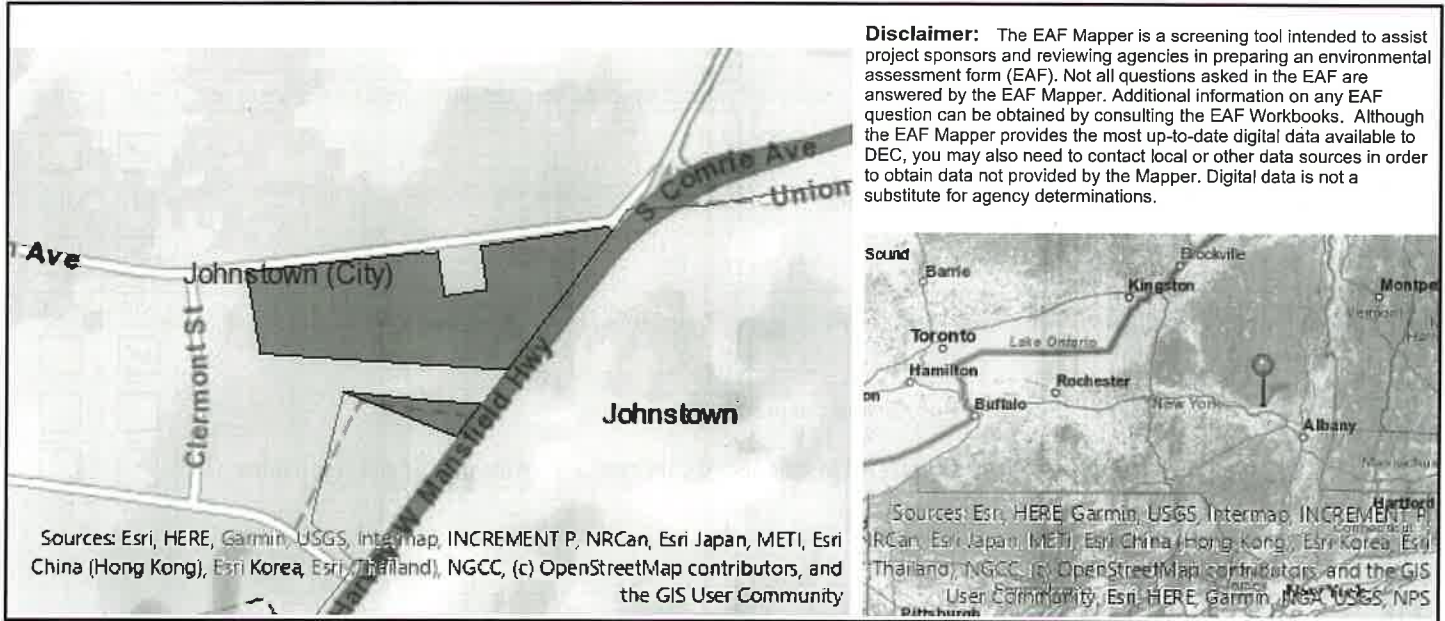 Disclaimer: The EAF Mapper is a screening tool intended to assist
project sponsors and reviewing agencies in preparing an environmental
assessment form (EAF). Not all questions asked in the EAF are
answered by the EAF Mapper. Additional information on any EAF
question can be obtained by consulting the EAF Workbooks. Although
the EAF Mapper provides the most up-to-date digital data available to
DEC, you may also need to contact local or other data sources in order
to obtain data not provided by the Mapper. Digital data is not a
substitute for agency determinations.
S Comrie Ave
Union
Ave
Johnstown (City)
Clermont St
Mansfield Hwy
Johnstown
Sources: Esri, HERE, Garmin, USGS, Intermap, INCREMENT P, NRCan, Esri Japan, METI, Esri
China (Hong Kong), Esri Korea, Esri (Thailand), NGCC, (c) OpenStreetMap contributors, and
the GIS User Community
Sound
Barrie
Brockville
Kingston
Montpe
Vermont
Toronto
Lake Ontario
Hamilton
Rochester
on
Buffalo
New York
Albany
Massachus
Hartford
Sources: Esri, HERE, Garmin, USGS, Intermap, INCREMENT P,
NRCan, Esri Japan, METI, Esri China (Hong Kong), Esri Korea, Esri
(Thailand), NGCC, (c) OpenStreetMap contributors, and the GIS
User Community, Esri, HERE, Garmin, NGA, USGS, NPS
New York
Pittsburgh